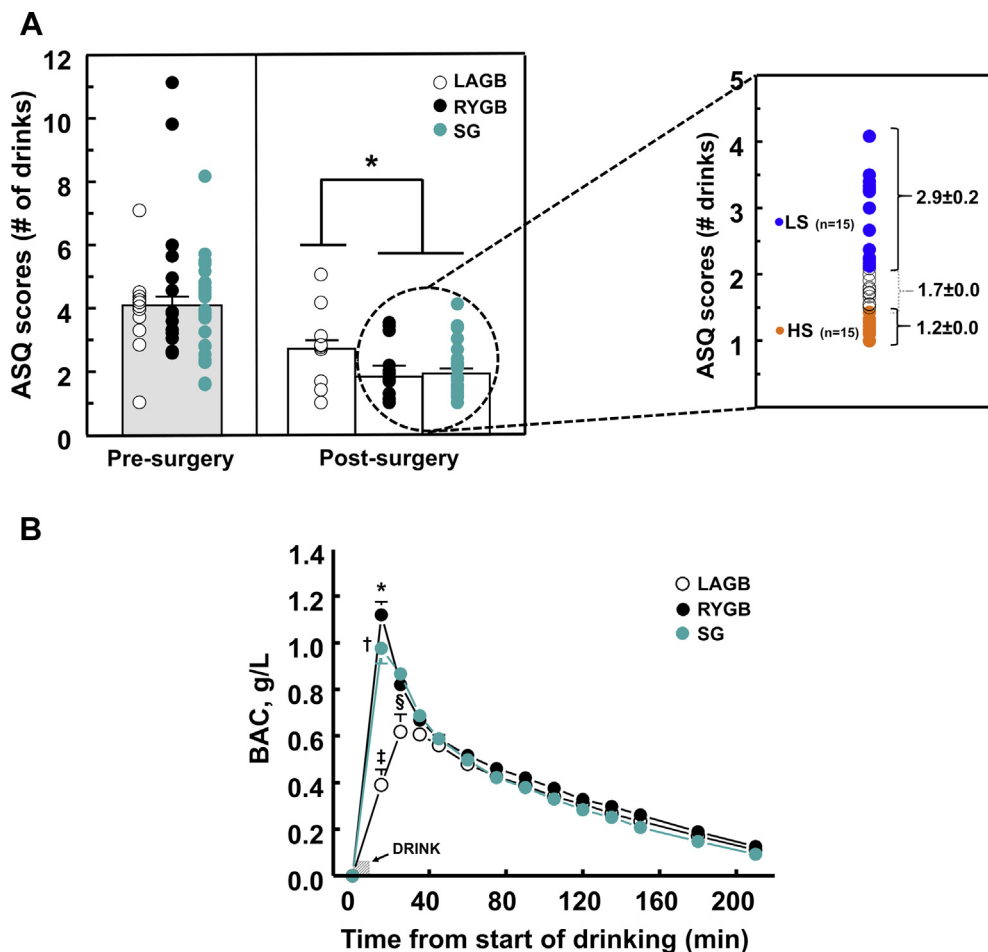 A
ASQ scores (# of drinks)
12
10
8
6
4
2
0
LAGB
RYGB
SG
*
Pre-surgery
Post-surgery
ASQ scores (# drinks)
5
4
3
2
1
LS (n=15)
HS (n=15)
2.9±0.2
1.7±0.0
1.2±0.0
B
BAC, g/L
1.4
1.2
1.0
0.8
0.6
0.4
0.2
0.0
*
†
§
‡
DRINK
LAGB
RYGB
SG
0 40 80 120 160 200
Time from start of drinking (min)